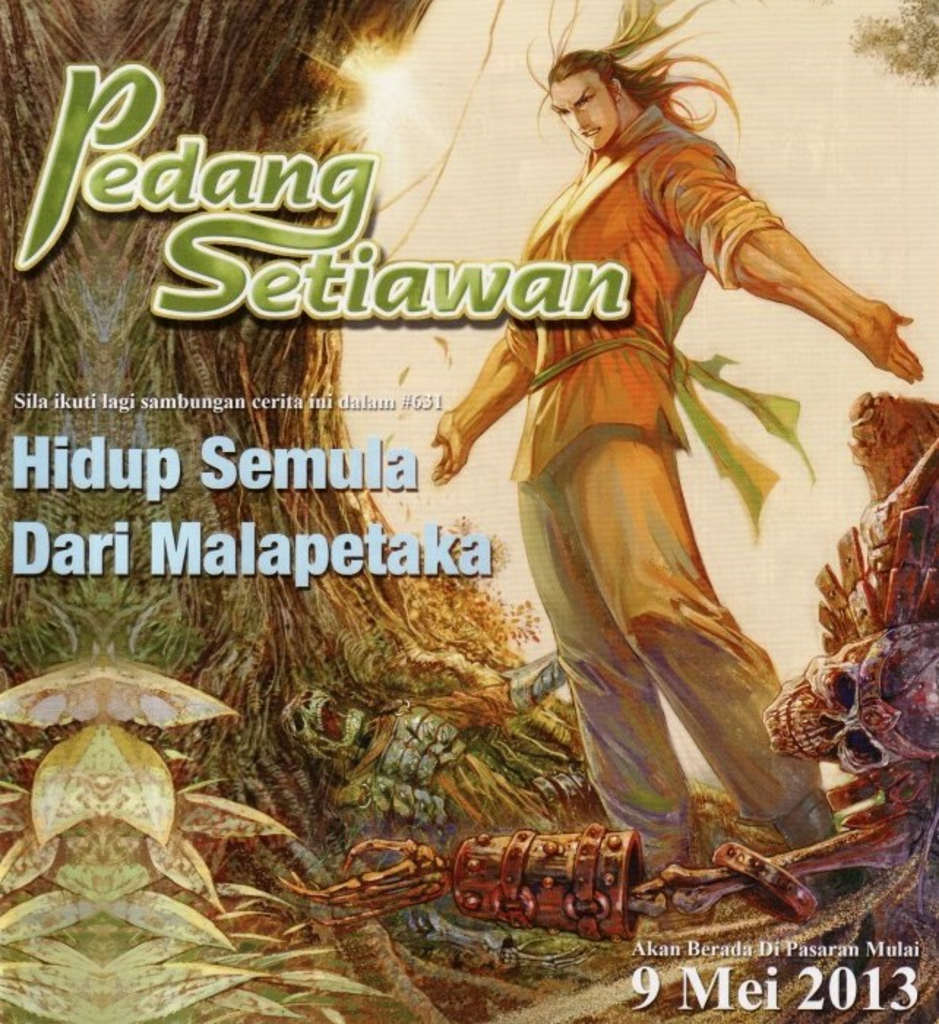 Pedang
Setiawan
Sila ikuti lagi sambungan cerita ini dalam #631
Hidup Semula
Dari Malapetaka
Akan Berada Di Pasaran Mulai
9 Mei 2013